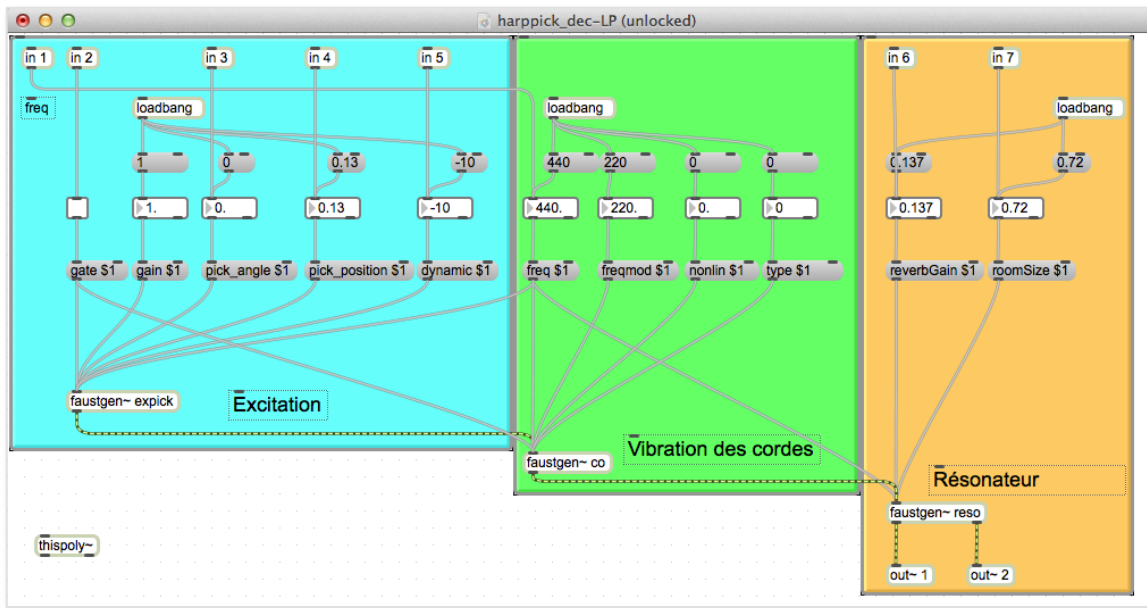 harppick_dec-LP (unlocked)
in 1 in 2 in 3 in 4 in 5 in 6 in 7
freq loadbang loadbang loadbang
1 0 0.13 -10 440 220 0 0 0.137 0.72
1. 0. 0.13 -10 440. 220. 0. 0 0.137 0.72
gate $1 gain $1 pick_angle $1 pick_position $1 dynamic $1 freq $1 freqmod $1 nonlin $1 type $1 reverbGain $1 roomSize $1
faustgen~ expick Excitation
faustgen~ co Vibration des cordes
Résonateur
faustgen~ reso
thispoly~
out~ 1 out~ 2